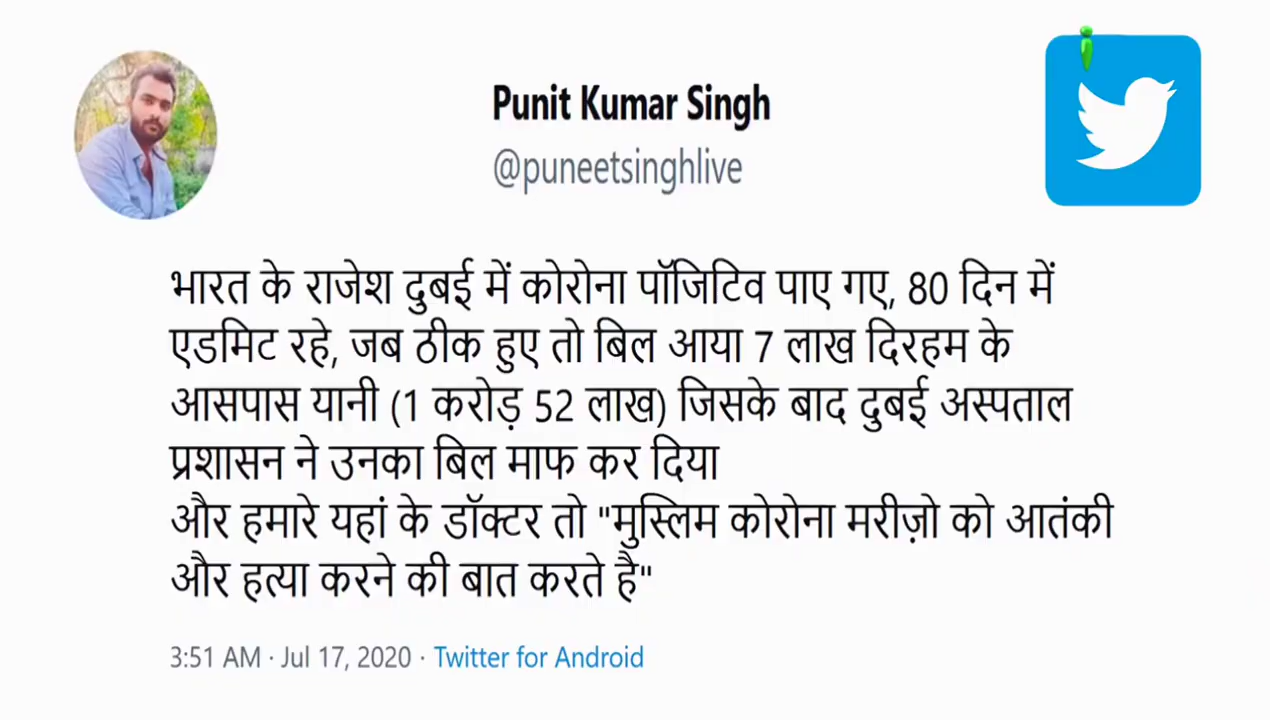 Punit Kumar Singh
@puneetsinghlive
भारत के राजेश दुबई में कोरोना पॉजिटिव पाए गए, 80 दिन में
एडमिट रहे, जब ठीक हुए तो बिल आया 7 लाख दिरहम के
आसपास यानी (1 करोड़ 52 लाख) जिसके बाद दुबई अस्पताल
प्रशासन ने उनका बिल माफ कर दिया
और हमारे यहां के डॉक्टर तो "मुस्लिम कोरोना मरीज़ो को आतंकी
और हत्या करने की बात करते है"
3:51 AM · Jul 17, 2020 · Twitter for Android